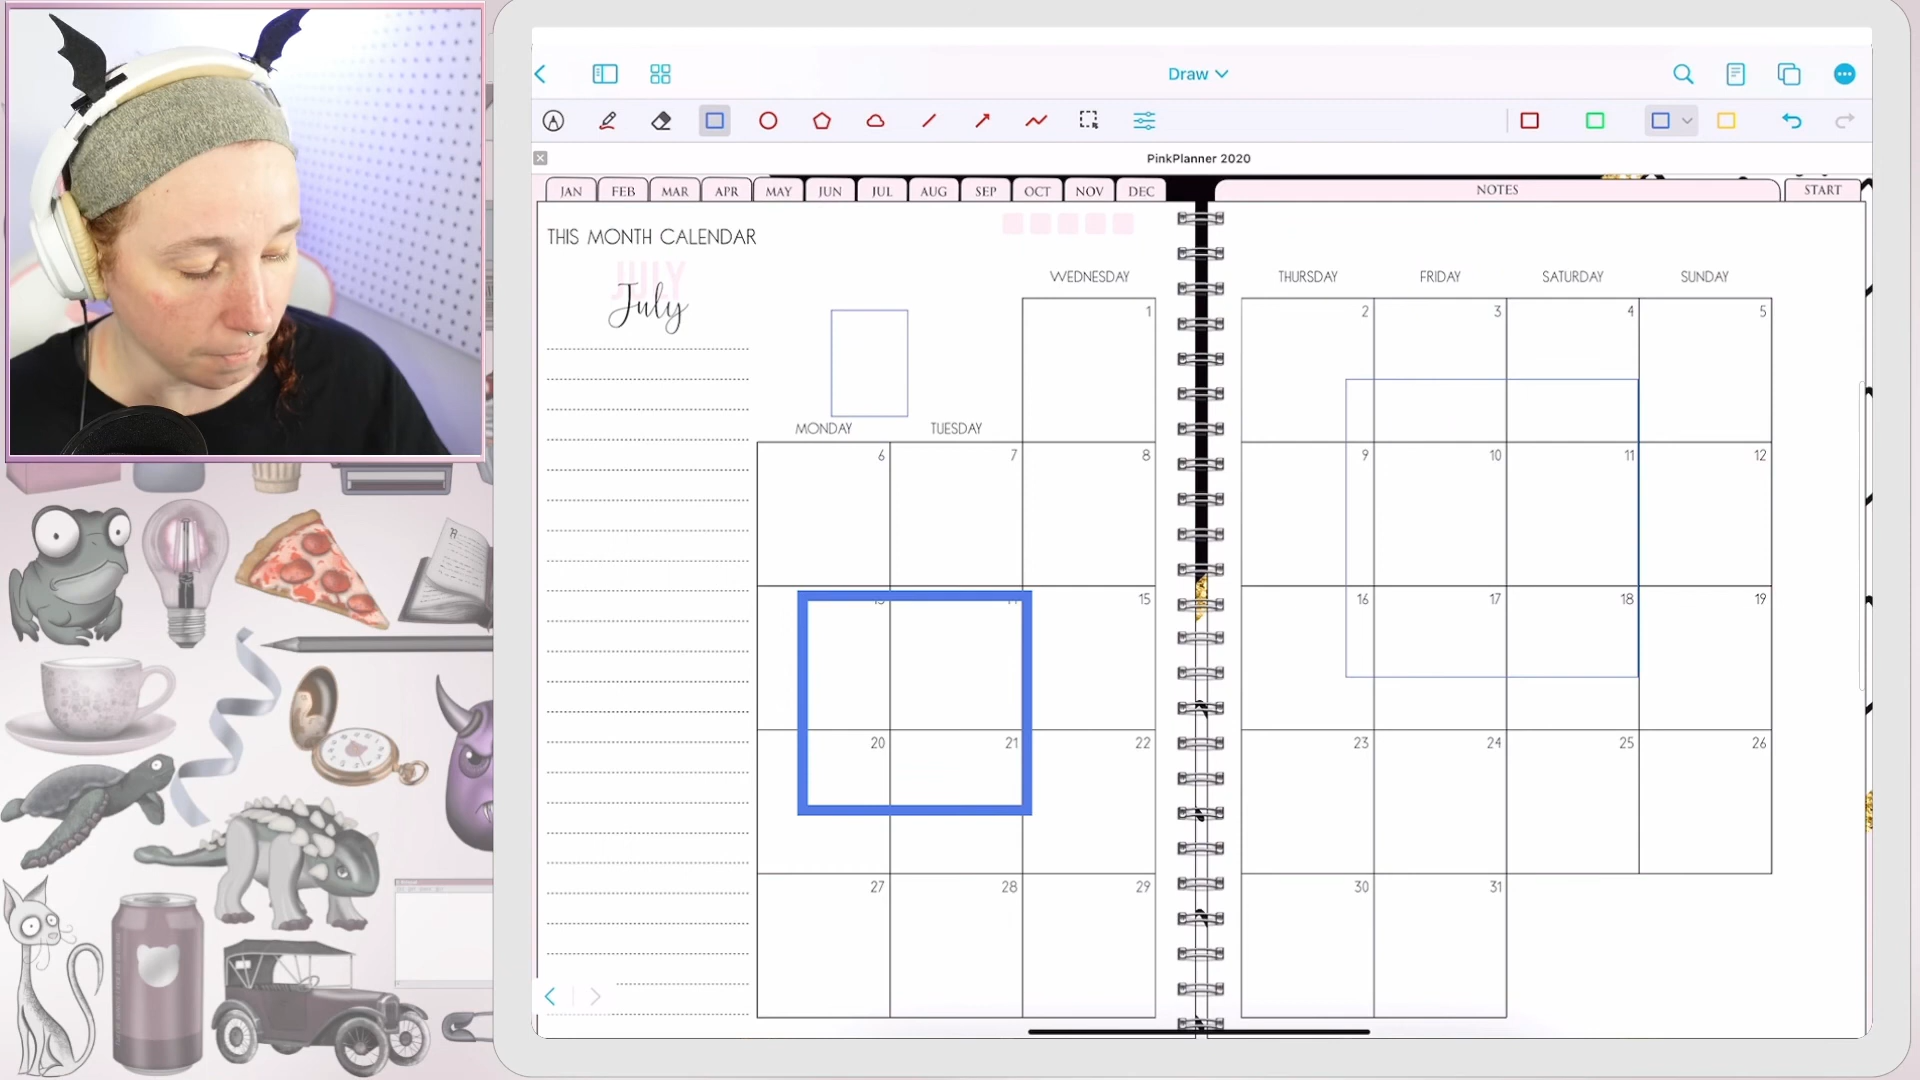 Draw
PinkPlanner 2020
JAN FEB MAR APR MAY JUN JUL AUG SEP OCT NOV DEC NOTES START
THIS MONTH CALENDAR
JULY
July
WEDNESDAY THURSDAY FRIDAY SATURDAY SUNDAY
1 2 3 4 5
MONDAY TUESDAY
6 7 8 9 10 11 12
15 16 17 18 19
20 21 22 23 24 25 26
27 28 29 30 31